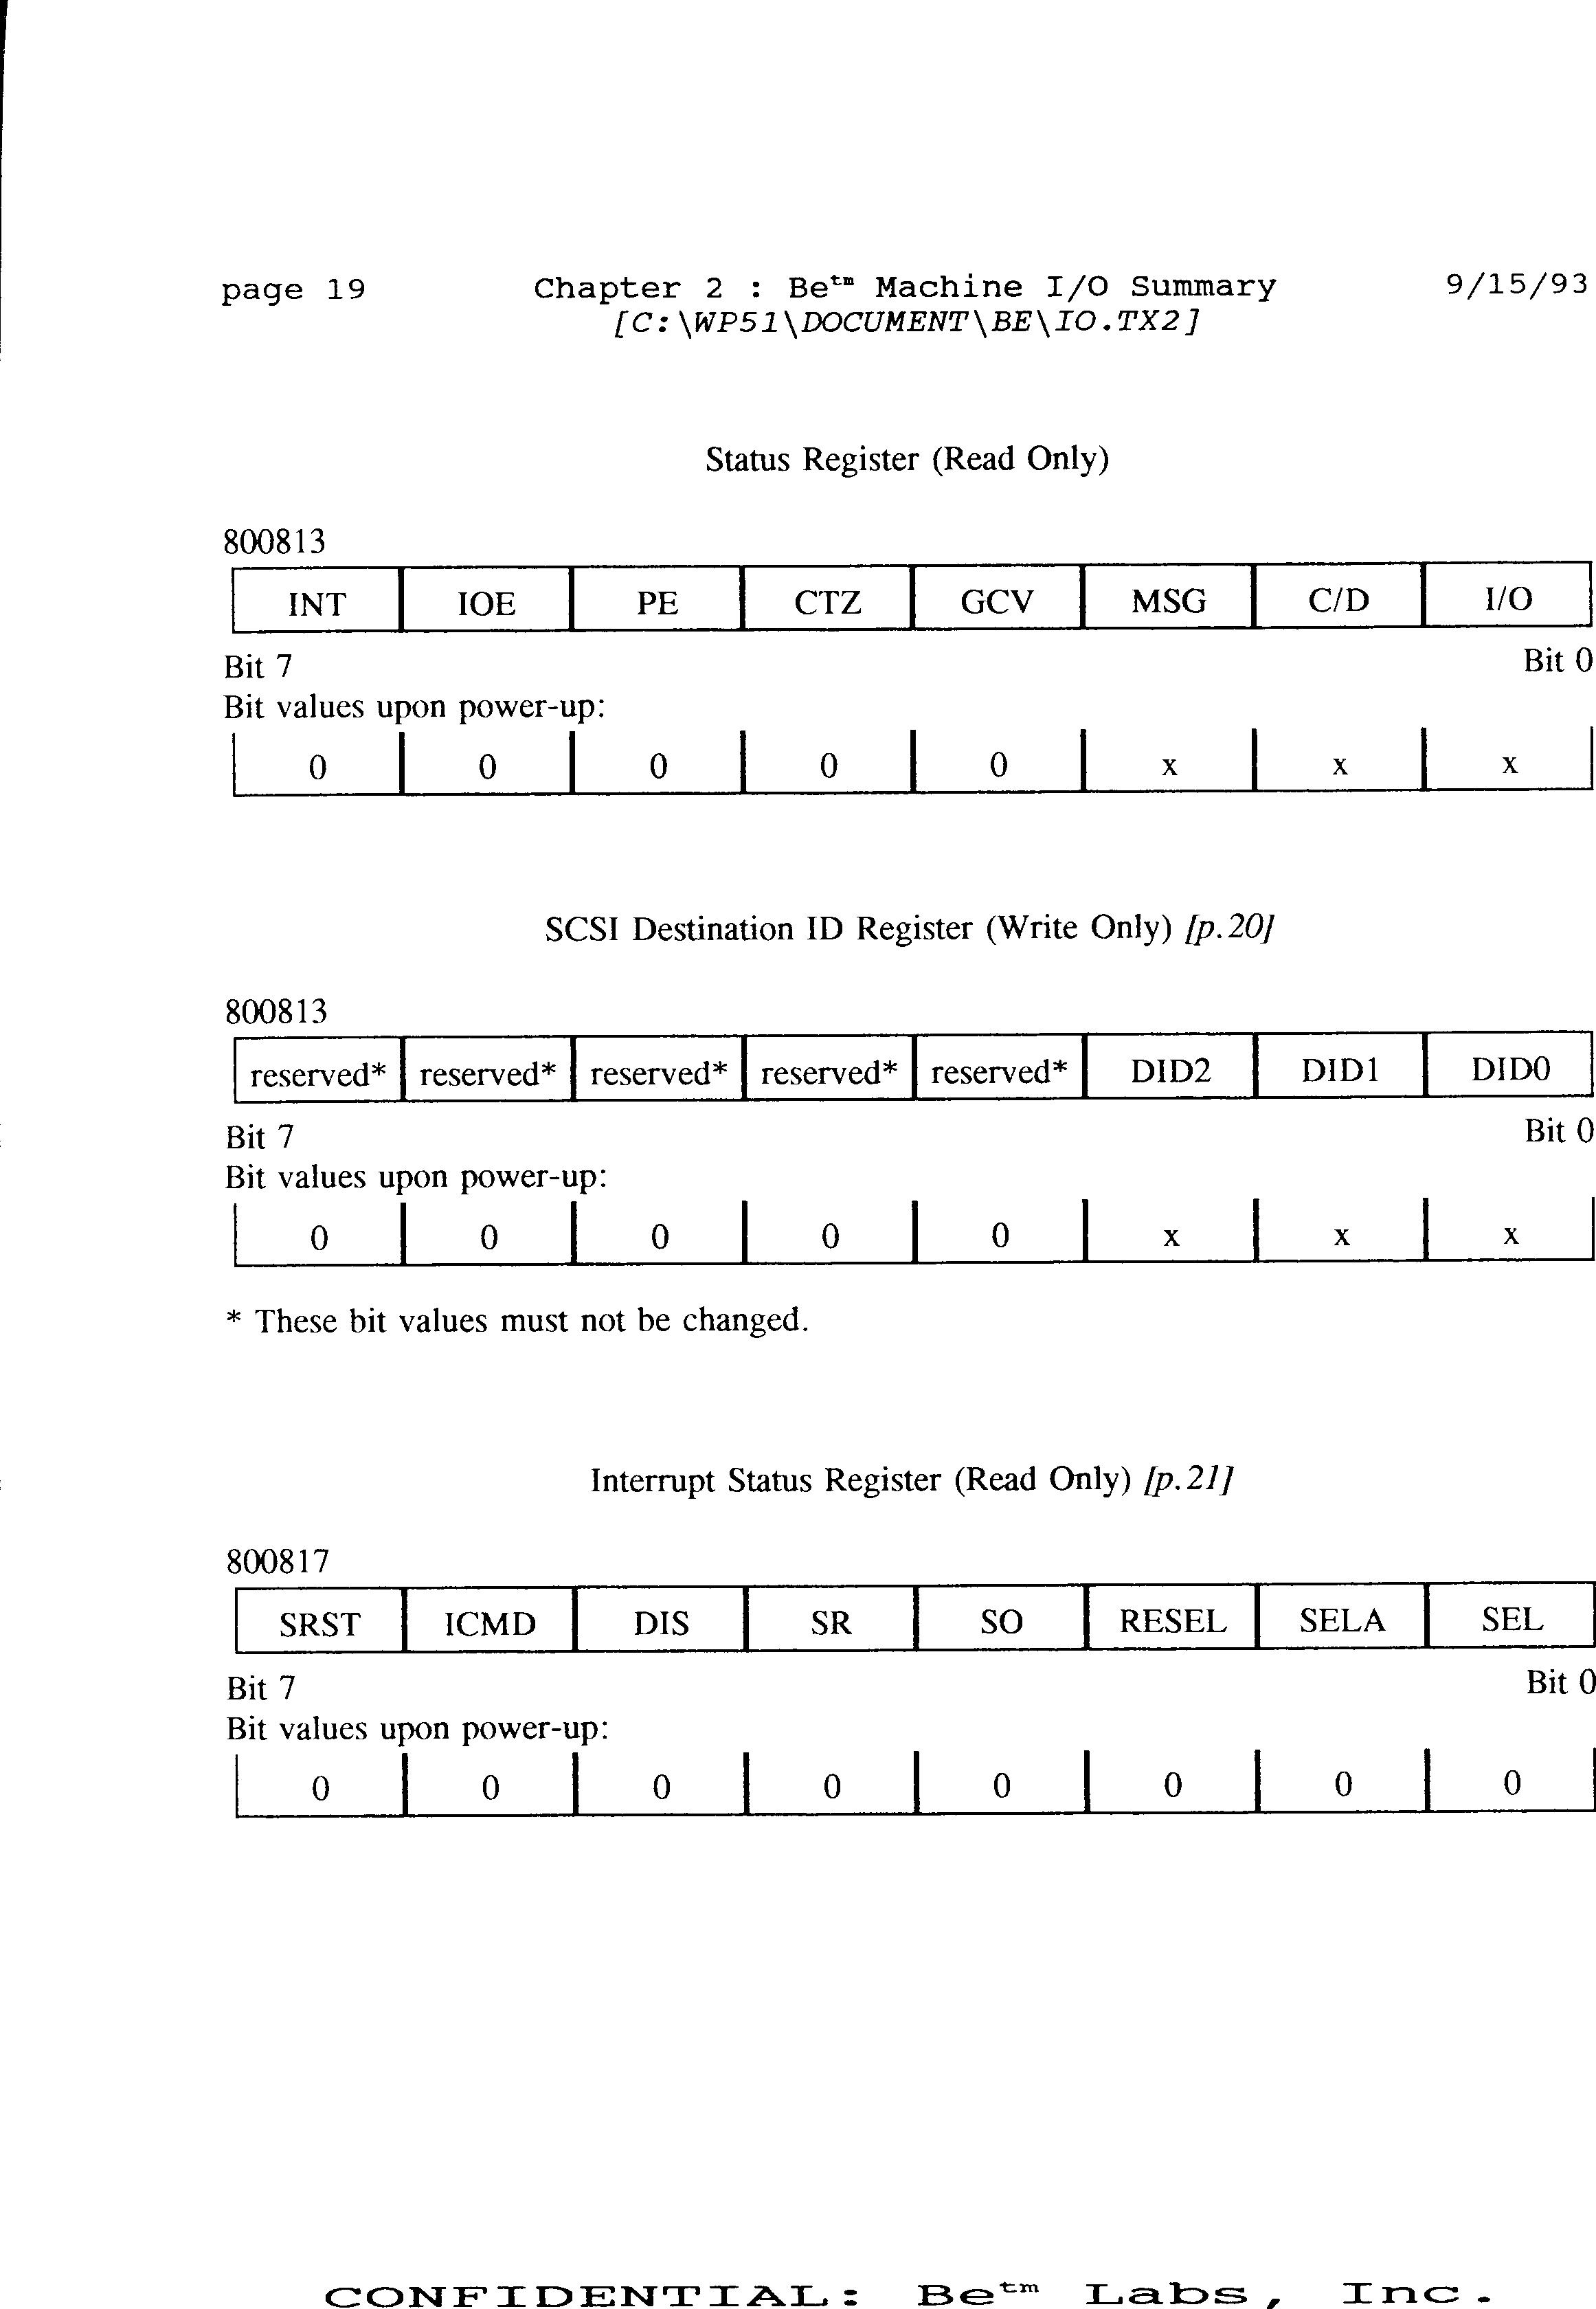 page 19 Chapter 2 : Be™ Machine I/O Summary 9/15/93
[C:\WP51\DOCUMENT\BE\IO.TX2]
Status Register (Read Only)
800813
INT IOE PE CTZ GCV MSG C/D I/O
Bit 7 Bit 0
Bit values upon power-up:
0 0 0 0 0 x x x
SCSI Destination ID Register (Write Only) [p.20]
800813
reserved* reserved* reserved* reserved* reserved* DID2 DID1 DID0
Bit 7 Bit 0
Bit values upon power-up:
0 0 0 0 0 x x x
* These bit values must not be changed.
Interrupt Status Register (Read Only) [p.21]
800817
SRST ICMD DIS SR SO RESEL SELA SEL
Bit 7 Bit 0
Bit values upon power-up:
0 0 0 0 0 0 0 0
CONFIDENTIAL: Be™ Labs, Inc.